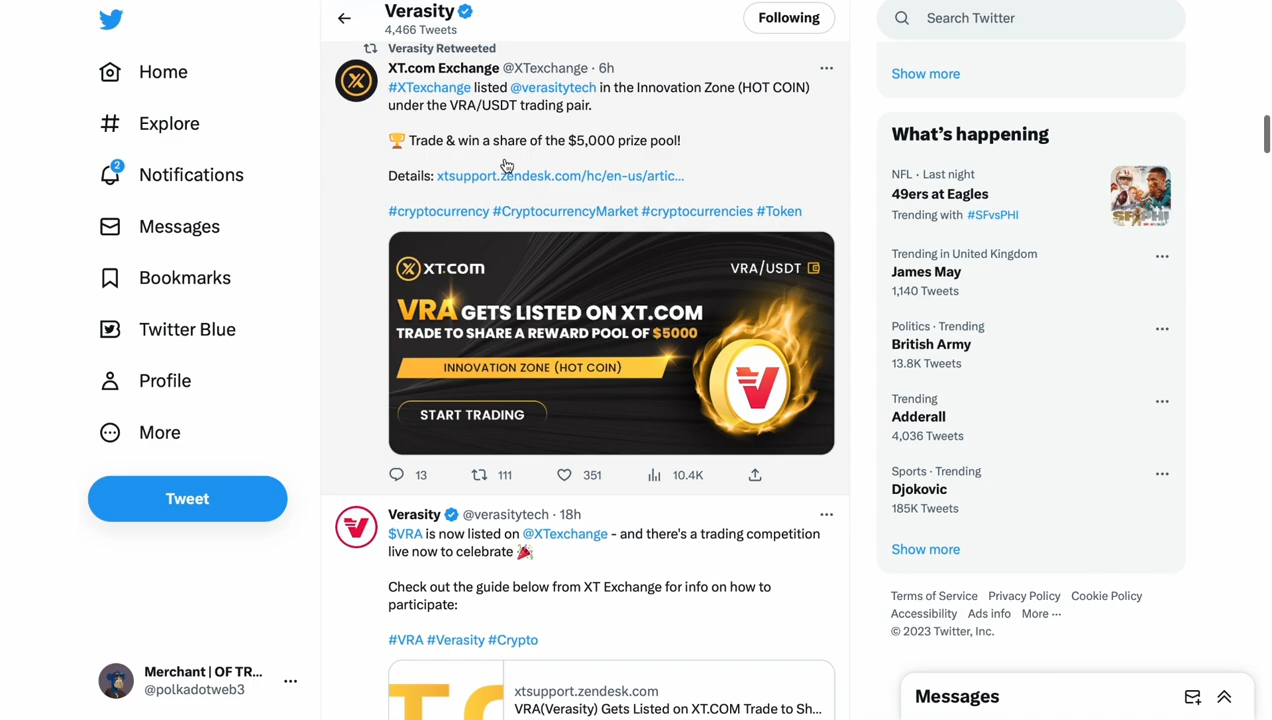 Home
Explore
2
Notifications
Messages
Bookmarks
Twitter Blue
Profile
More
Tweet
Merchant | OF TR...
@polkadotweb3
Verasity
4,466 Tweets
Following
Verasity Retweeted
XT.com Exchange @XTexchange · 6h
#XTexchange listed @verasitytech in the Innovation Zone (HOT COIN)
under the VRA/USDT trading pair.
🏆 Trade & win a share of the $5,000 prize pool!
Details: xtsupport.zendesk.com/hc/en-us/artic...
#cryptocurrency #CryptocurrencyMarket #cryptocurrencies #Token
XT.COM
VRA/USDT
VRA GETS LISTED ON XT.COM
TRADE TO SHARE A REWARD POOL OF $5000
INNOVATION ZONE (HOT COIN)
START TRADING
13 111 351 10.4K
Verasity @verasitytech · 18h
$VRA is now listed on @XTexchange - and there's a trading competition
live now to celebrate 🎉
Check out the guide below from XT Exchange for info on how to
participate:
#VRA #Verasity #Crypto
xtsupport.zendesk.com
VRA(Verasity) Gets Listed on XT.COM Trade to Sh...
Search Twitter
Show more
What's happening
NFL · Last night
49ers at Eagles
Trending with #SFvsPHI
Trending in United Kingdom
James May
1,140 Tweets
Politics · Trending
British Army
13.8K Tweets
Trending
Adderall
4,036 Tweets
Sports · Trending
Djokovic
185K Tweets
Show more
Terms of Service Privacy Policy Cookie Policy
Accessibility Ads info More ···
© 2023 Twitter, Inc.
Messages